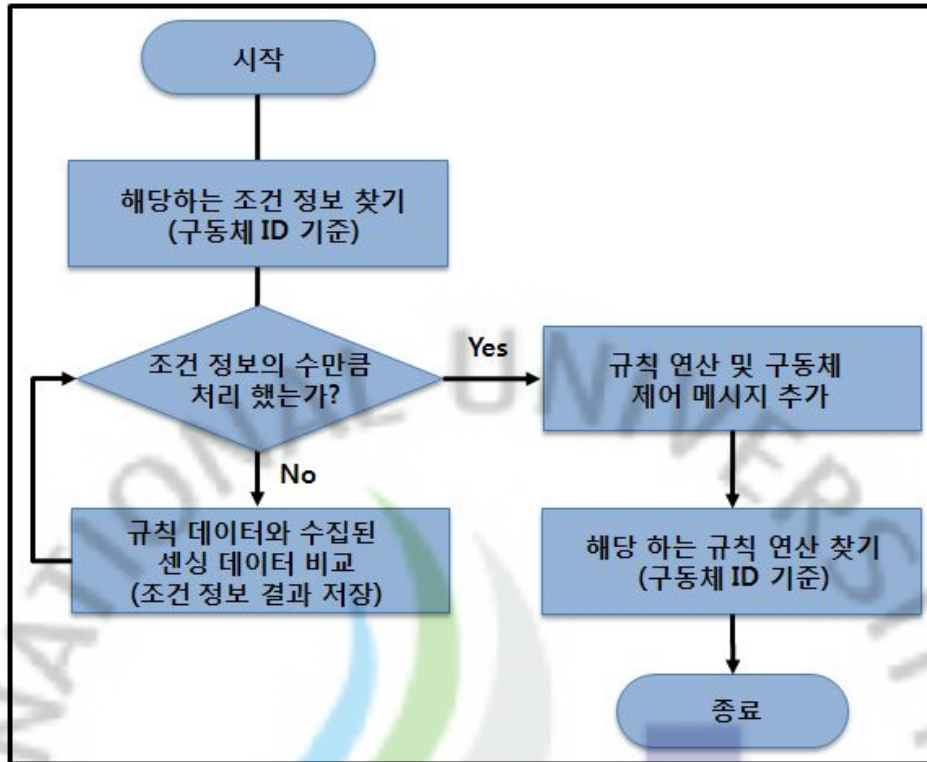 시작
해당하는 조건 정보 찾기
(구동체 ID 기준)
조건 정보의 수만큼
처리 했는가?
Yes
No
규칙 데이터와 수집된
센싱 데이터 비교
(조건 정보 결과 저장)
규칙 연산 및 구동체
제어 메시지 추가
해당 하는 규칙 연산 찾기
(구동체 ID 기준)
종료
NATIONAL UNIVERSIT